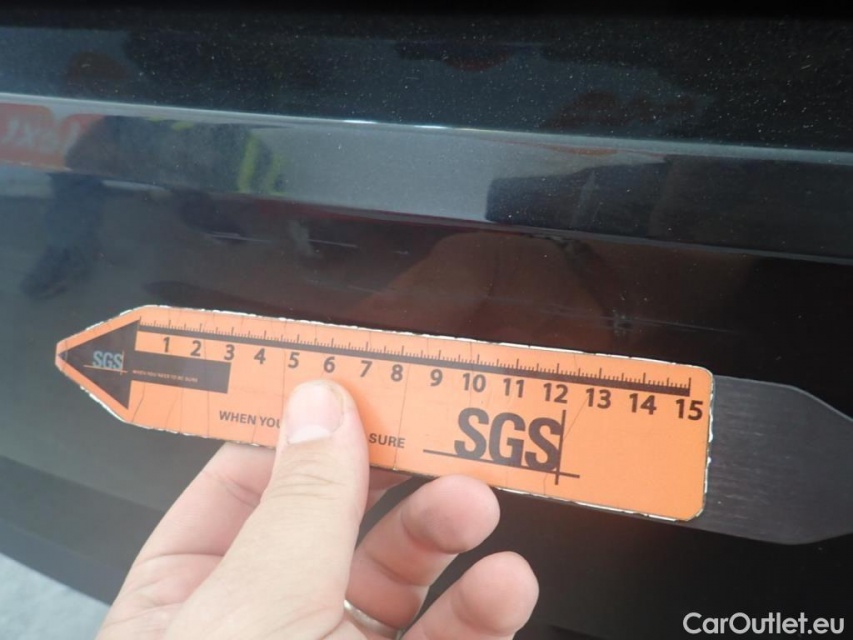 1 2 3 4 5 6 7 8 9 10 11 12 13 14 15
SGS
WHEN YOU SURE
SGS
CarOutlet.eu